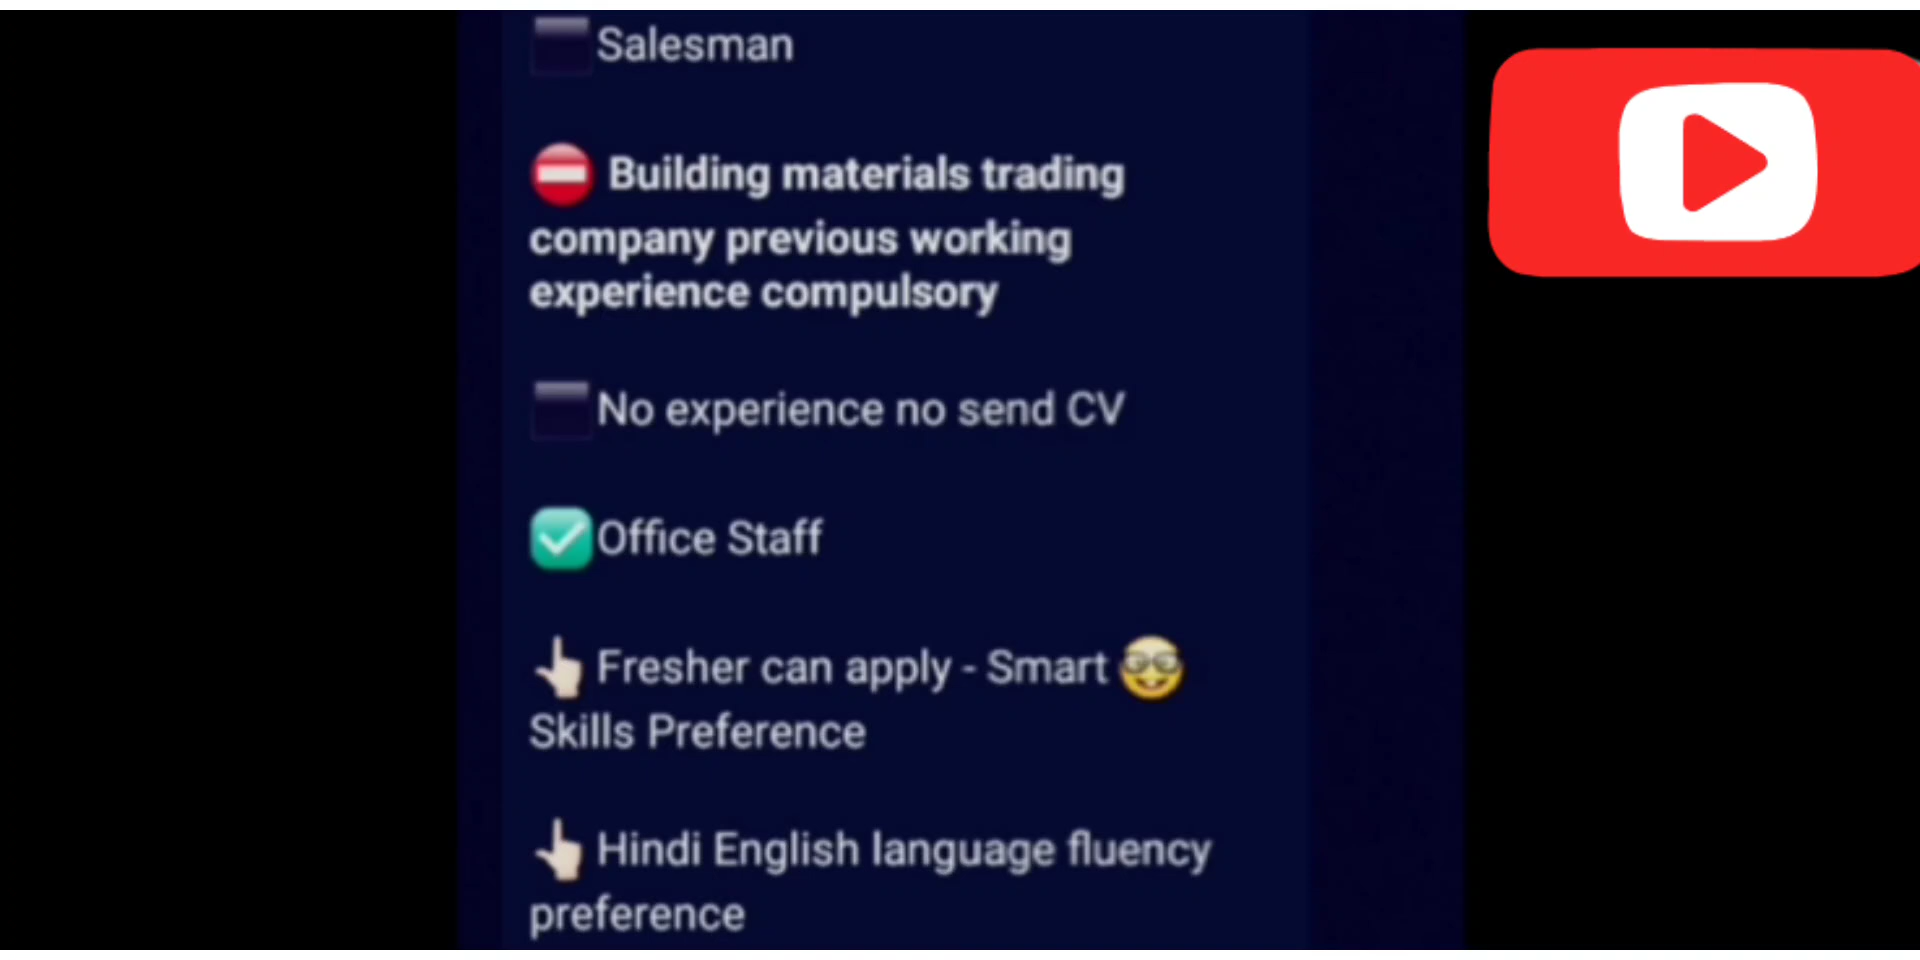 Salesman
⛔ Building materials trading
company previous working
experience compulsory
No experience no send CV
✅Office Staff
👆🏻 Fresher can apply - Smart 🤓
Skills Preference
👆🏻 Hindi English language fluency
preference